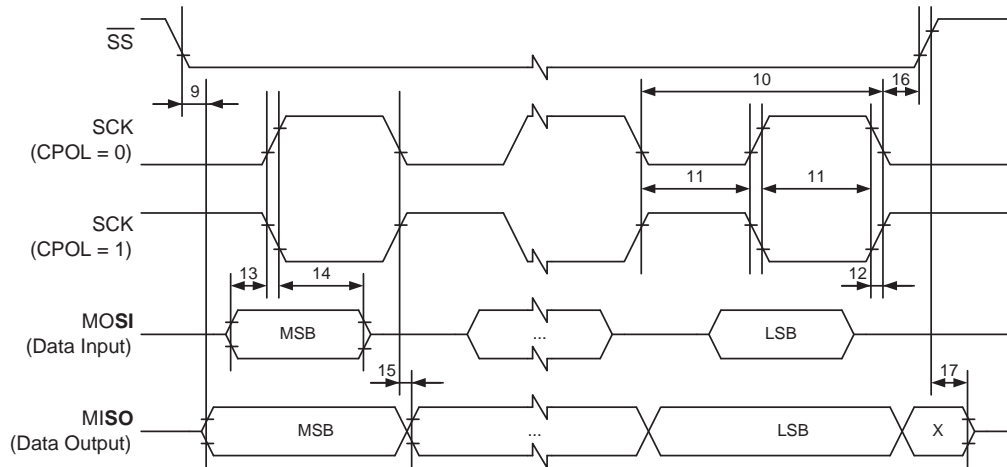 SS
10
16
9
SCK
(CPOL = 0)
11
11
SCK
(CPOL = 1)
13
14
12
MOSI
(Data Input)
MSB
...
LSB
15
17
MISO
(Data Output)
MSB
...
LSB
X